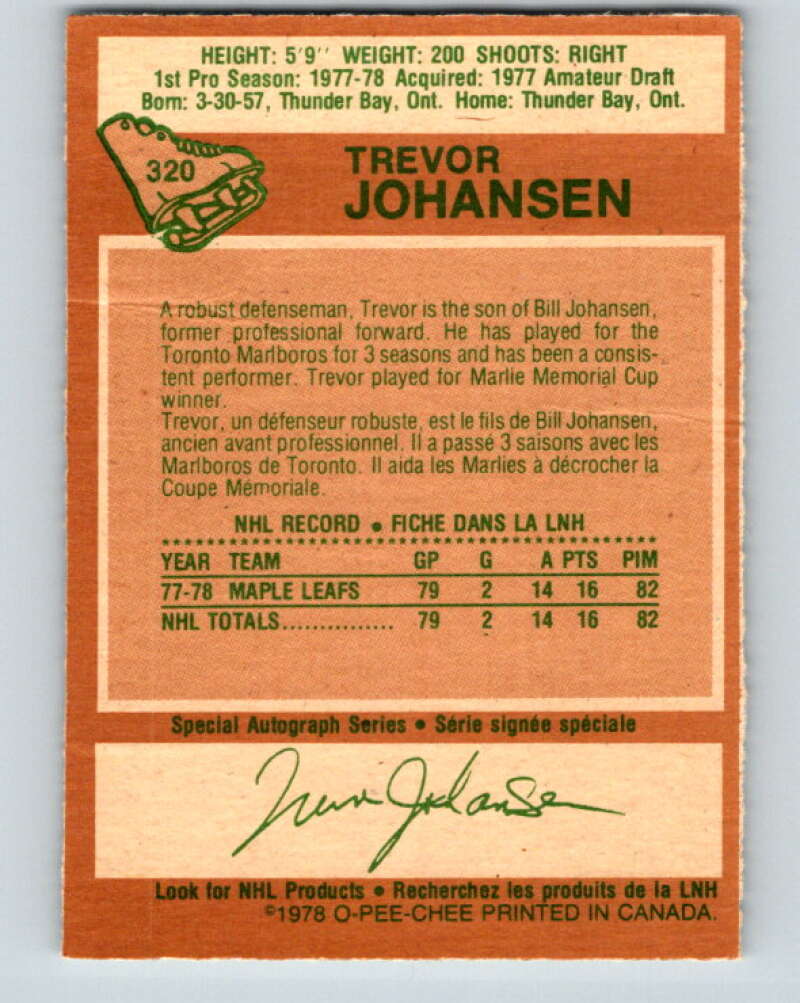 HEIGHT: 5'9'' WEIGHT: 200 SHOOTS: RIGHT
1st Pro Season: 1977-78 Acquired: 1977 Amateur Draft
Born: 3-30-57, Thunder Bay, Ont. Home: Thunder Bay, Ont.
320
TREVOR
JOHANSEN
A robust defenseman, Trevor is the son of Bill Johansen,
former professional forward. He has played for the
Toronto Marlboros for 3 seasons and has been a consis-
tent performer. Trevor played for Marlie Memorial Cup
winner.
Trevor, un défenseur robuste, est le fils de Bill Johansen,
ancien avant professionnel. Il a passé 3 saisons avec les
Marlboros de Toronto. Il aida les Marlies à décrocher la
Coupe Mémoriale.
NHL RECORD • FICHE DANS LA LNH
YEAR TEAM GP G A PTS PIM
77-78 MAPLE LEAFS 79 2 14 16 82
NHL TOTALS............... 79 2 14 16 82
Special Autograph Series • Série signée spéciale
Trevor Johansen
Look for NHL Products • Recherchez les produits de la LNH
©1978 O-PEE-CHEE PRINTED IN CANADA.